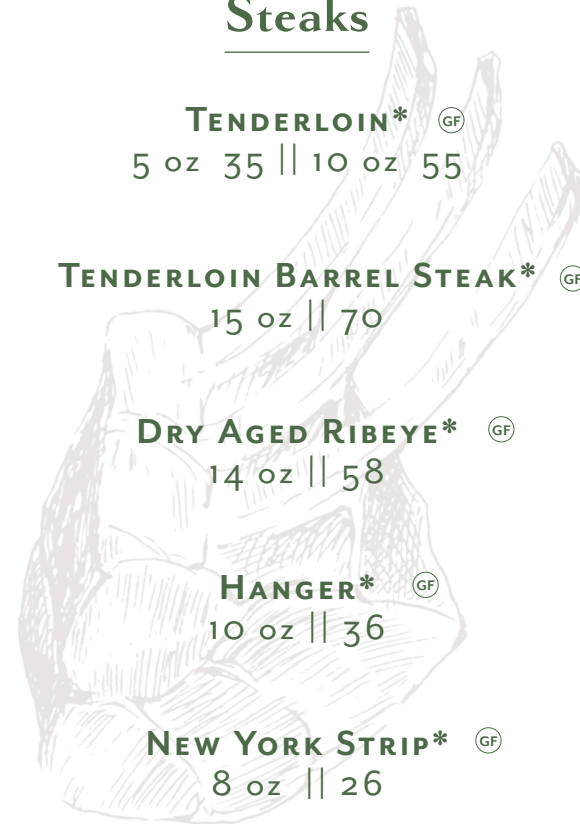 Steaks
Tenderloin* GF
5 oz 35 || 10 oz 55
Tenderloin Barrel Steak* GF
15 oz || 70
Dry Aged Ribeye* GF
14 oz || 58
Hanger* GF
10 oz || 36
New York Strip* GF
8 oz || 26